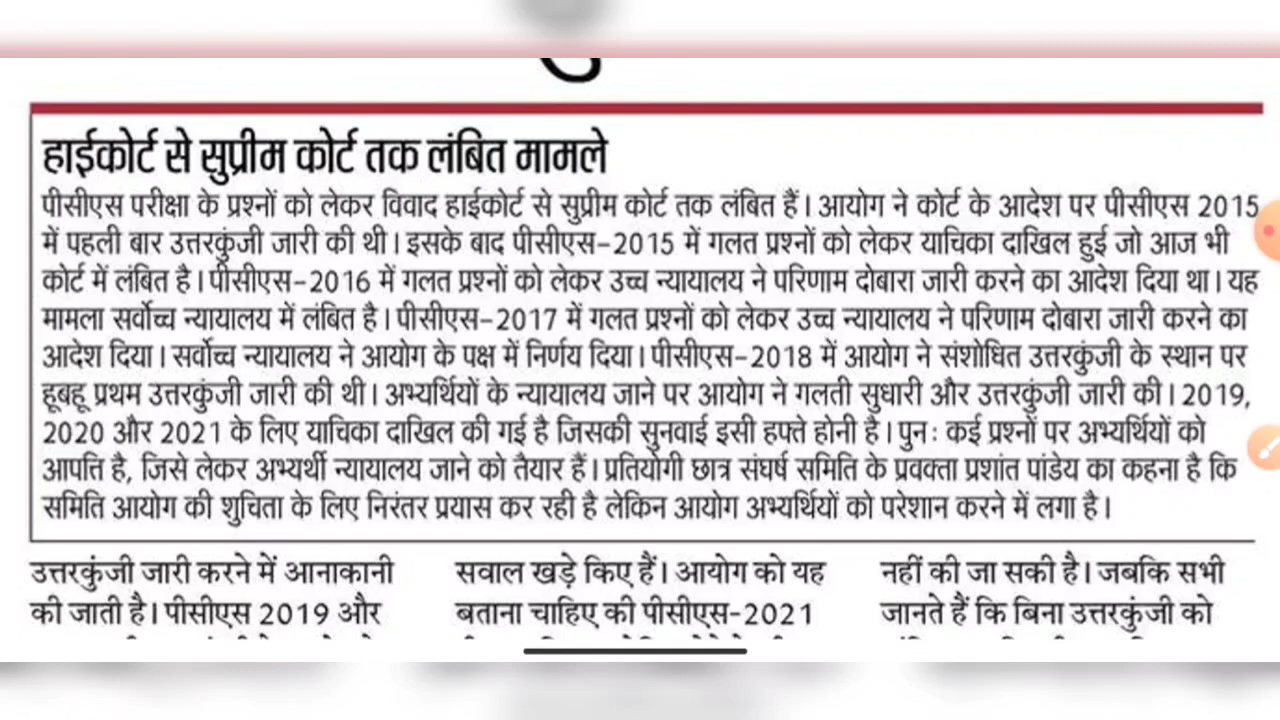 हाईकोर्ट से सुप्रीम कोर्ट तक लंबित मामले
पीसीएस परीक्षा के प्रश्नों को लेकर विवाद हाईकोर्ट से सुप्रीम कोर्ट तक लंबित हैं। आयोग ने कोर्ट के आदेश पर पीसीएस 2015
में पहली बार उत्तरकुंजी जारी की थी। इसके बाद पीसीएस-2015 में गलत प्रश्नों को लेकर याचिका दाखिल हुई जो आज भी
कोर्ट में लंबित है। पीसीएस-2016 में गलत प्रश्नों को लेकर उच्च न्यायालय ने परिणाम दोबारा जारी करने का आदेश दिया था। यह
मामला सर्वोच्च न्यायालय में लंबित है। पीसीएस-2017 में गलत प्रश्नों को लेकर उच्च न्यायालय ने परिणाम दोबारा जारी करने का
आदेश दिया। सर्वोच्च न्यायालय ने आयोग के पक्ष में निर्णय दिया। पीसीएस-2018 में आयोग ने संशोधित उत्तरकुंजी के स्थान पर
हूबहू प्रथम उत्तरकुंजी जारी की थी। अभ्यर्थियों के न्यायालय जाने पर आयोग ने गलती सुधारी और उत्तरकुंजी जारी की। 2019,
2020 और 2021 के लिए याचिका दाखिल की गई है जिसकी सुनवाई इसी हफ्ते होनी है। पुनः कई प्रश्नों पर अभ्यर्थियों को
आपत्ति है, जिसे लेकर अभ्यर्थी न्यायालय जाने को तैयार हैं। प्रतियोगी छात्र संघर्ष समिति के प्रवक्ता प्रशांत पांडेय का कहना है कि
समिति आयोग की शुचिता के लिए निरंतर प्रयास कर रही है लेकिन आयोग अभ्यर्थियों को परेशान करने में लगा है।
उत्तरकुंजी जारी करने में आनाकानी
की जाती है। पीसीएस 2019 और
सवाल खड़े किए हैं। आयोग को यह
बताना चाहिए की पीसीएस-2021
नहीं की जा सकी है। जबकि सभी
जानते हैं कि बिना उत्तरकुंजी को